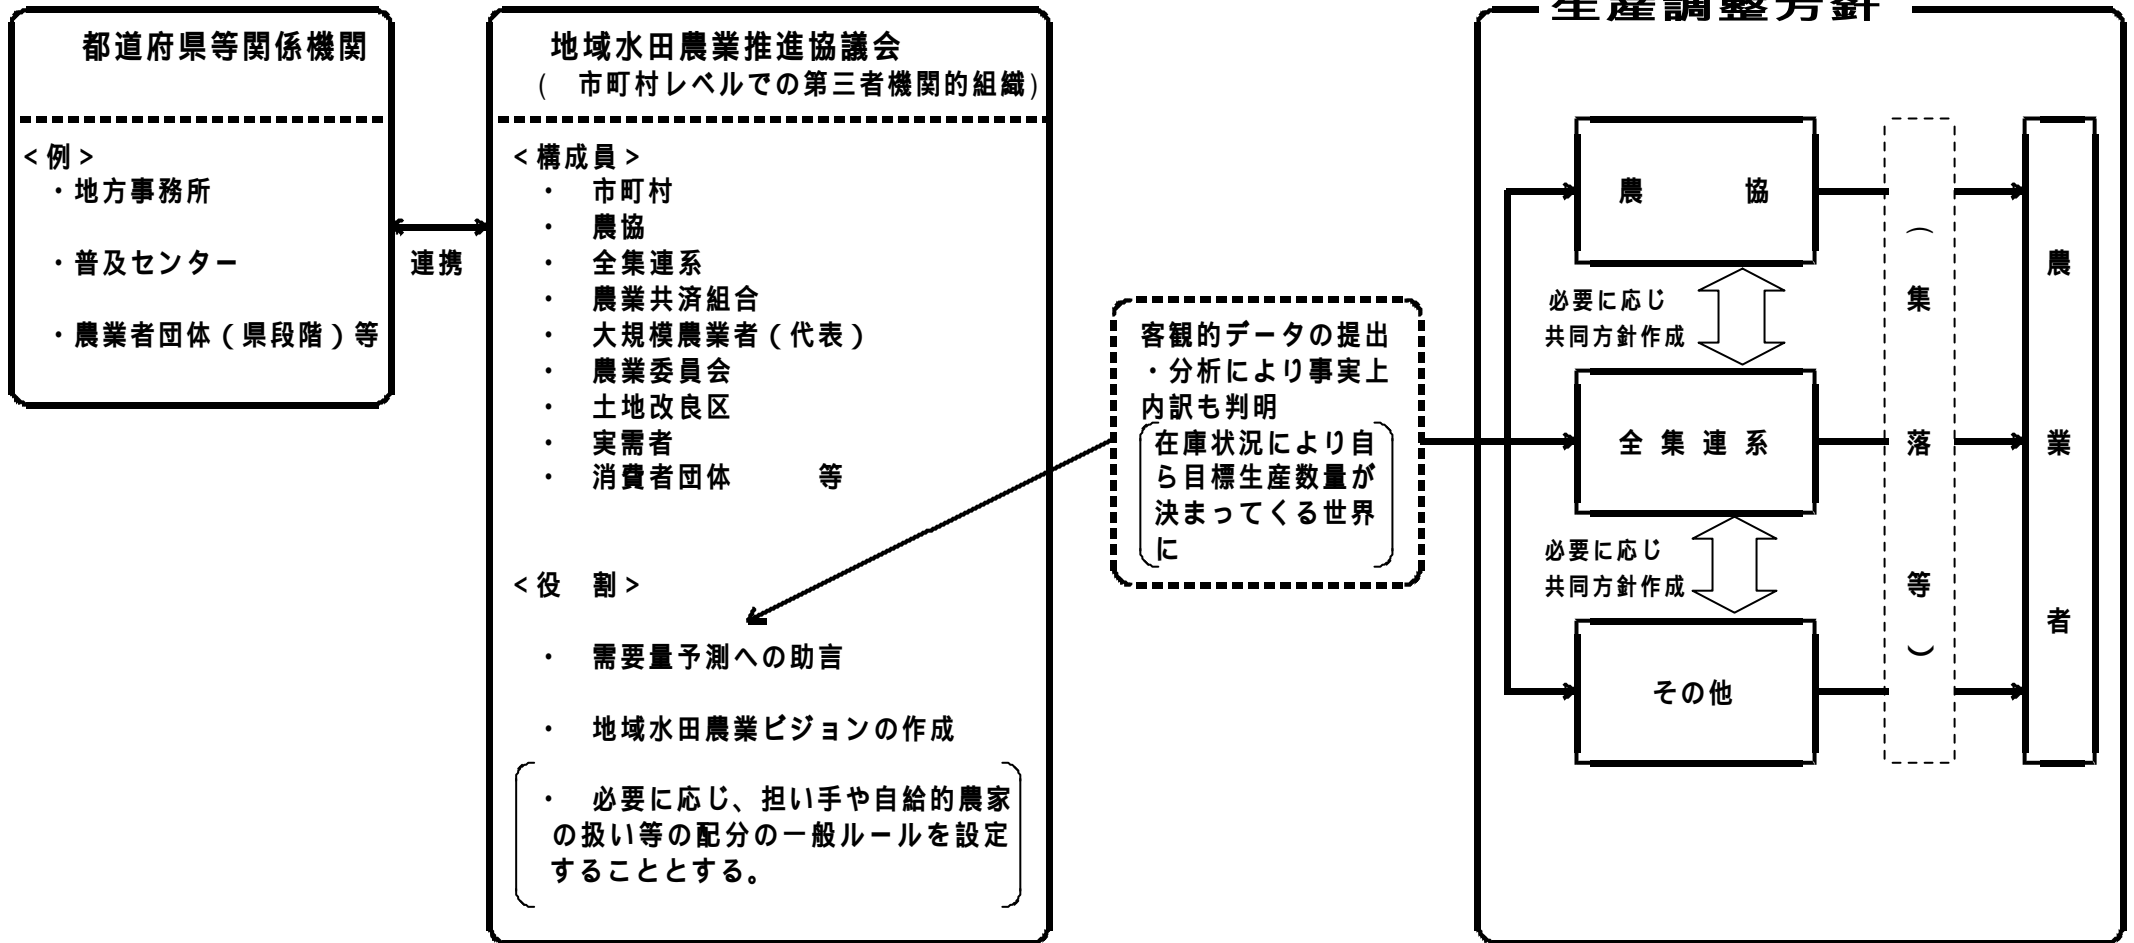 都道府県等関係機関
<例>
・地方事務所
・普及センター
・農業者団体(県段階)等
連携
地域水田農業推進協議会
( 市町村レベルでの第三者機関的組織)
<構成員>
・ 市町村
・ 農協
・ 全集連系
・ 農業共済組合
・ 大規模農業者(代表)
・ 農業委員会
・ 土地改良区
・ 実需者
・ 消費者団体 等
<役 割>
・ 需要量予測への助言
・ 地域水田農業ビジョンの作成
・ 必要に応じ、担い手や自給的農家
の扱い等の配分の一般ルールを設定
することとする。
客観的データの提出
・分析により事実上
内訳も判明
在庫状況により自
ら目標生産数量が
決まってくる世界
に
生産調整方針
農 協
必要に応じ
共同方針作成
全集連系
必要に応じ
共同方針作成
その他
(集落等)
農業者